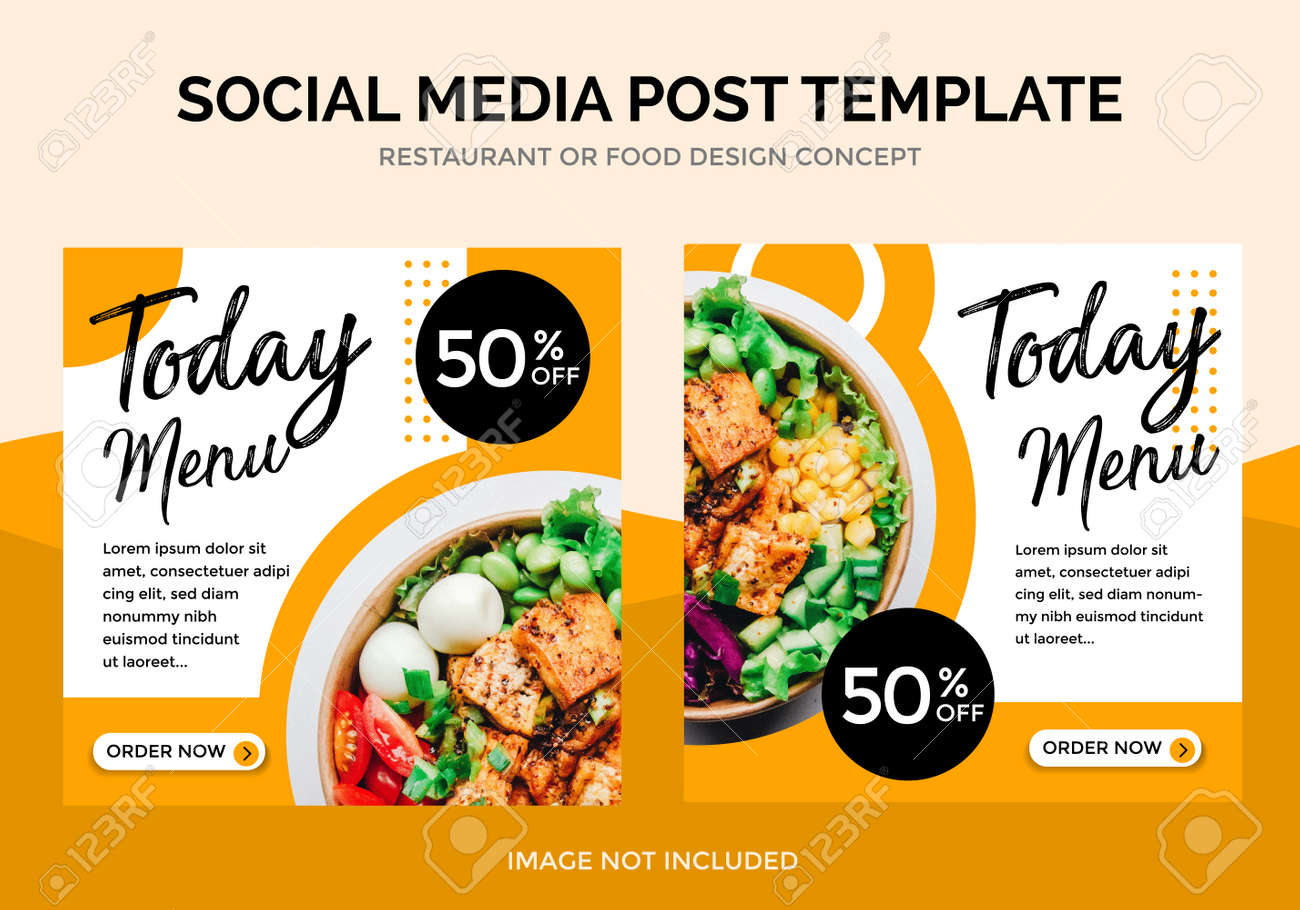 SOCIAL MEDIA POST TEMPLATE
RESTAURANT OR FOOD DESIGN CONCEPT
Today
Menu
50%
OFF
Lorem ipsum dolor sit
amet, consectetuer adipi
cing elit, sed diam
nonummy nibh
euismod tincidunt
ut laoreet...
ORDER NOW
Today
Menu
Lorem ipsum dolor sit
amet, consectetuer adipi
cing elit, sed diam nonum-
my nibh euismod tincidunt
ut laoreet...
50%
OFF
ORDER NOW
IMAGE NOT INCLUDED
123RF